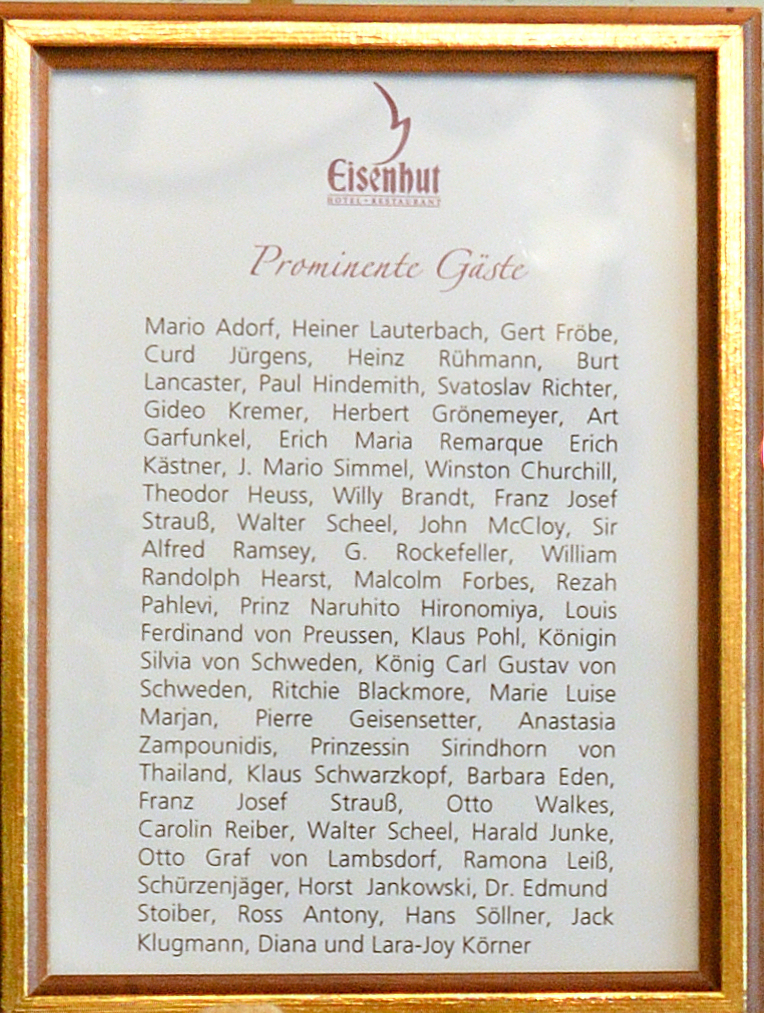 Eisenhut
HOTEL - RESTAURANT
Prominente Gäste
Mario Adorf, Heiner Lauterbach, Gert Fröbe,
Curd Jürgens, Heinz Rühmann, Burt
Lancaster, Paul Hindemith, Svatoslav Richter,
Gideo Kremer, Herbert Grönemeyer, Art
Garfunkel, Erich Maria Remarque Erich
Kästner, J. Mario Simmel, Winston Churchill,
Theodor Heuss, Willy Brandt, Franz Josef
Strauß, Walter Scheel, John McCloy, Sir
Alfred Ramsey, G. Rockefeller, William
Randolph Hearst, Malcolm Forbes, Rezah
Pahlevi, Prinz Naruhito Hironomiya, Louis
Ferdinand von Preussen, Klaus Pohl, Königin
Silvia von Schweden, König Carl Gustav von
Schweden, Ritchie Blackmore, Marie Luise
Marjan, Pierre Geisensetter, Anastasia
Zampounidis, Prinzessin Sirindhorn von
Thailand, Klaus Schwarzkopf, Barbara Eden,
Franz Josef Strauß, Otto Walkes,
Carolin Reiber, Walter Scheel, Harald Junke,
Otto Graf von Lambsdorf, Ramona Leiß,
Schürzenjäger, Horst Jankowski, Dr. Edmund
Stoiber, Ross Antony, Hans Söllner, Jack
Klugmann, Diana und Lara-Joy Körner